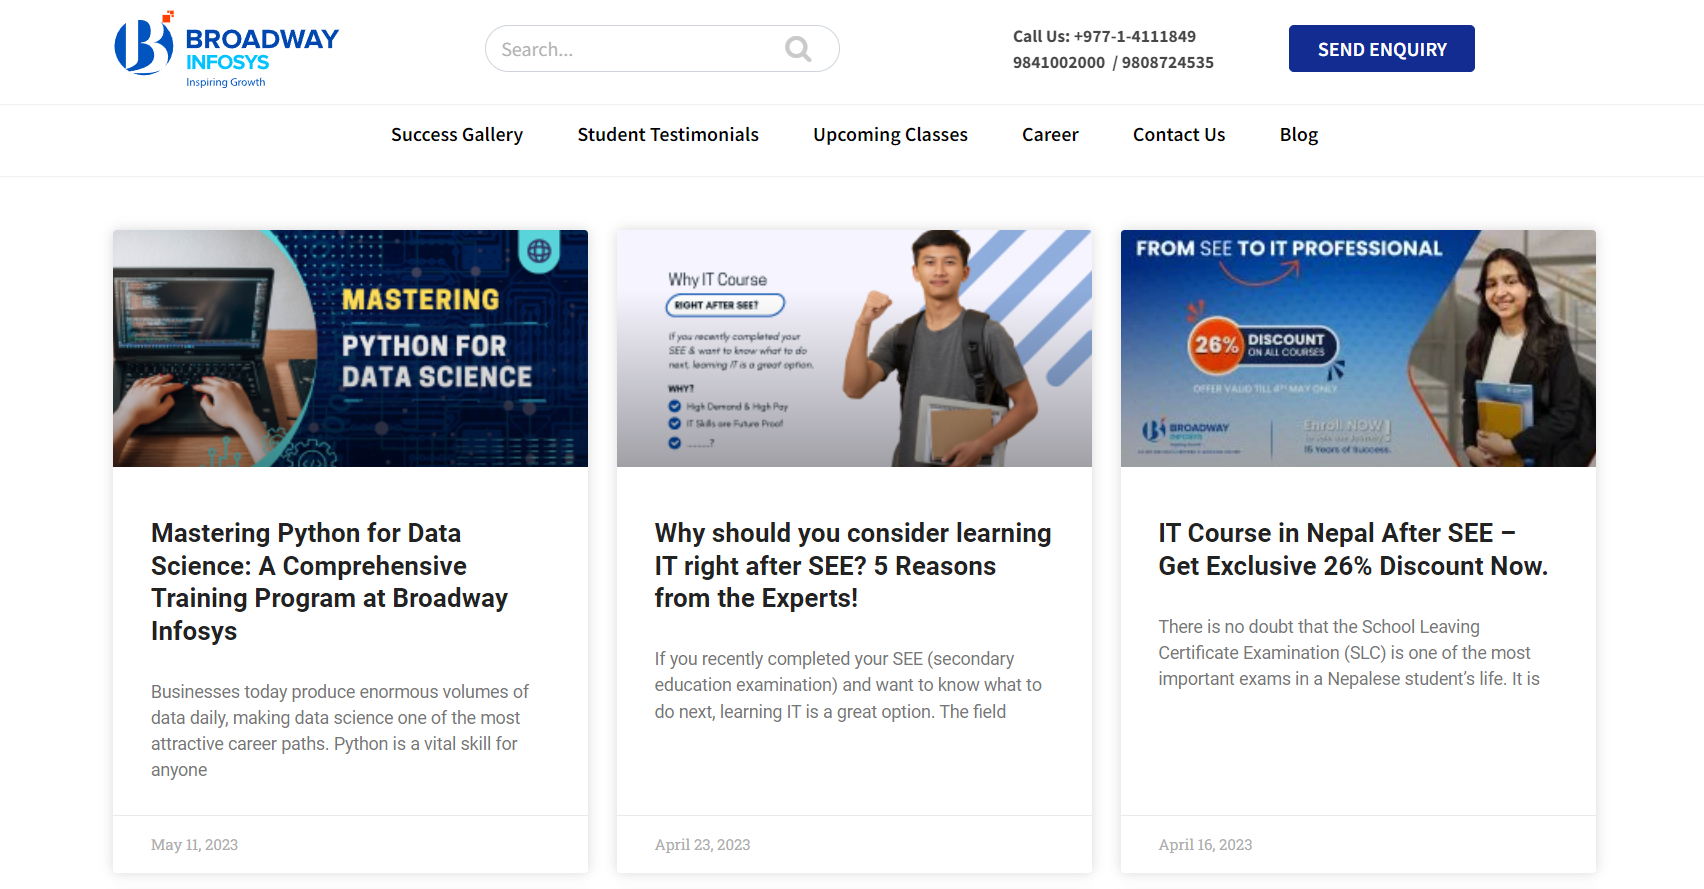 BROADWAY
INFOSYS
Inspiring Growth
Search...
Call Us: +977-1-4111849
9841002000 / 9808724535
SEND ENQUIRY
Success Gallery
Student Testimonials
Upcoming Classes
Career
Contact Us
Blog
MASTERING
PYTHON FOR
DATA SCIENCE
Mastering Python for Data
Science: A Comprehensive
Training Program at Broadway
Infosys
Businesses today produce enormous volumes of
data daily, making data science one of the most
attractive career paths. Python is a vital skill for
anyone
May 11, 2023
Why IT Course
RIGHT AFTER SEE?
If you recently completed your
SEE & want to know what to do
next, learning IT is a great option.
WHY?
High Demand & High Pay
IT Skills are Future Proof
........?
Why should you consider learning
IT right after SEE? 5 Reasons
from the Experts!
If you recently completed your SEE (secondary
education examination) and want to know what to
do next, learning IT is a great option. The field
April 23, 2023
FROM SEE TO IT PROFESSIONAL
26%
DISCOUNT
ON ALL COURSES
OFFER VALID TILL 4TH MAY ONLY
BROADWAY
INFOSYS
Enroll NOW!
15 Years of Success.
IT Course in Nepal After SEE –
Get Exclusive 26% Discount Now.
There is no doubt that the School Leaving
Certificate Examination (SLC) is one of the most
important exams in a Nepalese student’s life. It is
April 16, 2023